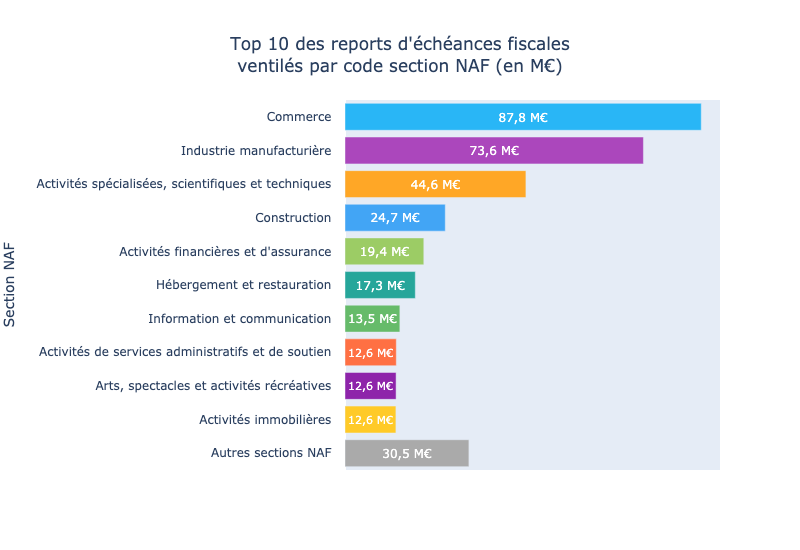 Top 10 des reports d'échéances fiscales
ventilés par code section NAF (en M€)
Section NAF
Commerce 87,8 M€
Industrie manufacturière 73,6 M€
Activités spécialisées, scientifiques et techniques 44,6 M€
Construction 24,7 M€
Activités financières et d'assurance 19,4 M€
Hébergement et restauration 17,3 M€
Information et communication 13,5 M€
Activités de services administratifs et de soutien 12,6 M€
Arts, spectacles et activités récréatives 12,6 M€
Activités immobilières 12,6 M€
Autres sections NAF 30,5 M€